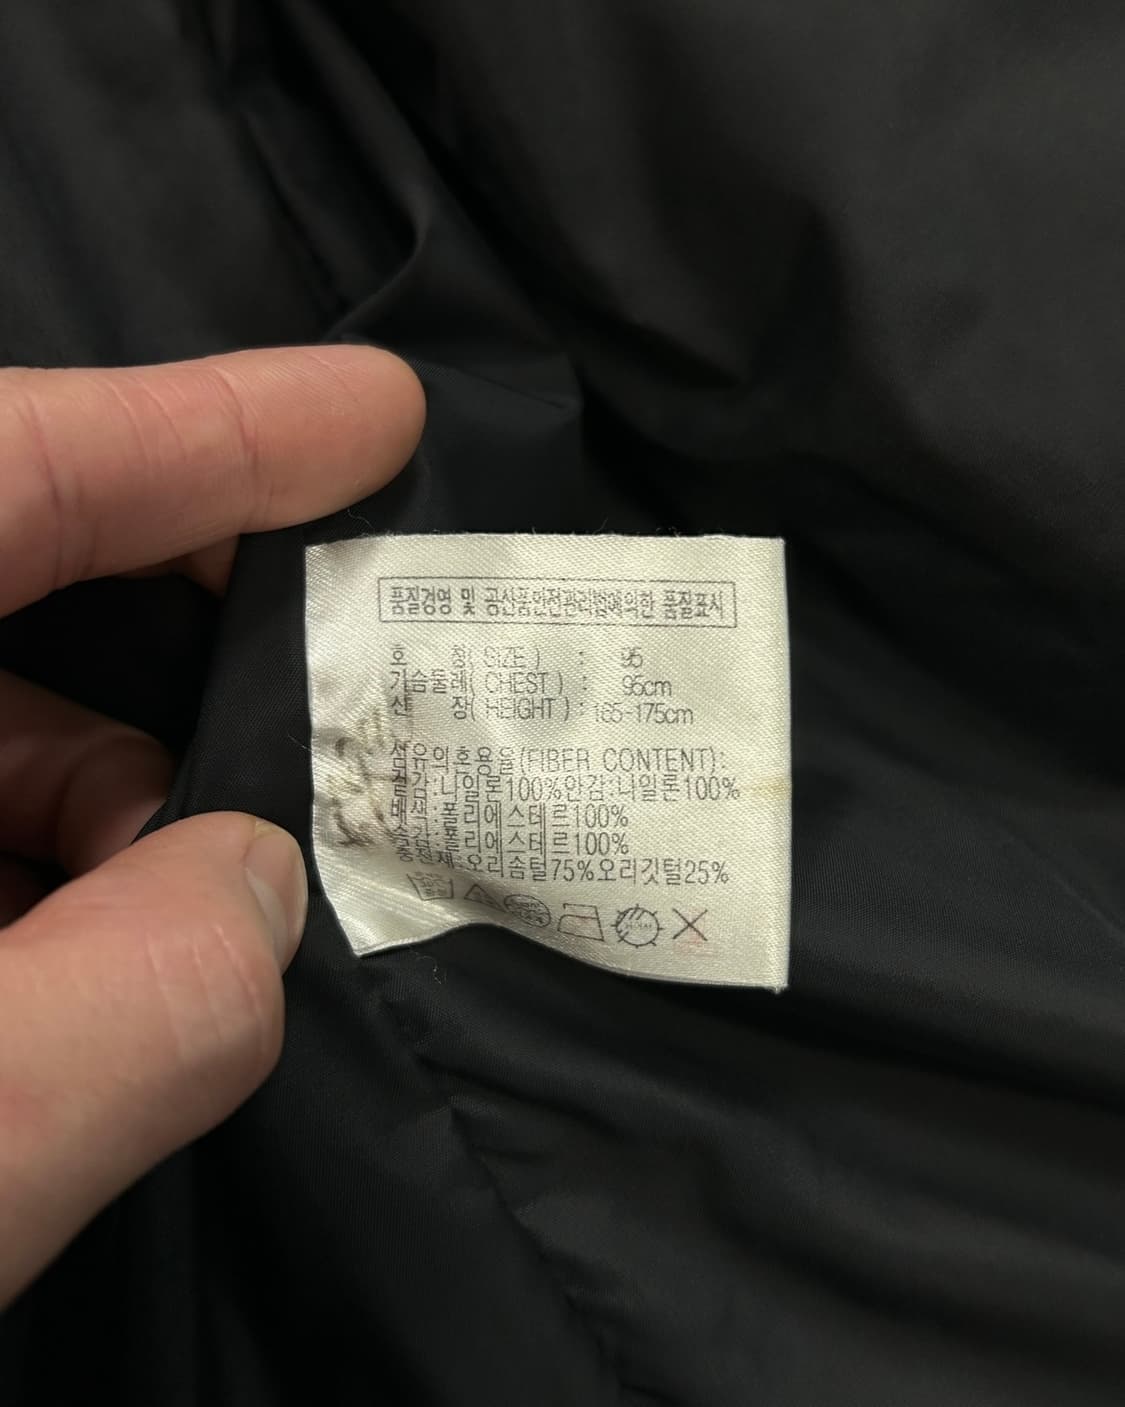 품질경영 및 공산품안전관리법에의한 품질표시
호 칭( SIZE ) : 95
가슴둘레( CHEST ) : 95cm
신 장( HEIGHT ) : 165~175cm
섬유의혼용율(FIBER CONTENT):
겉감:나일론100%안감:나일론100%
배색:폴리에스테르100%
폴리에스테르100%
충전재:오리솜털75%오리깃털25%